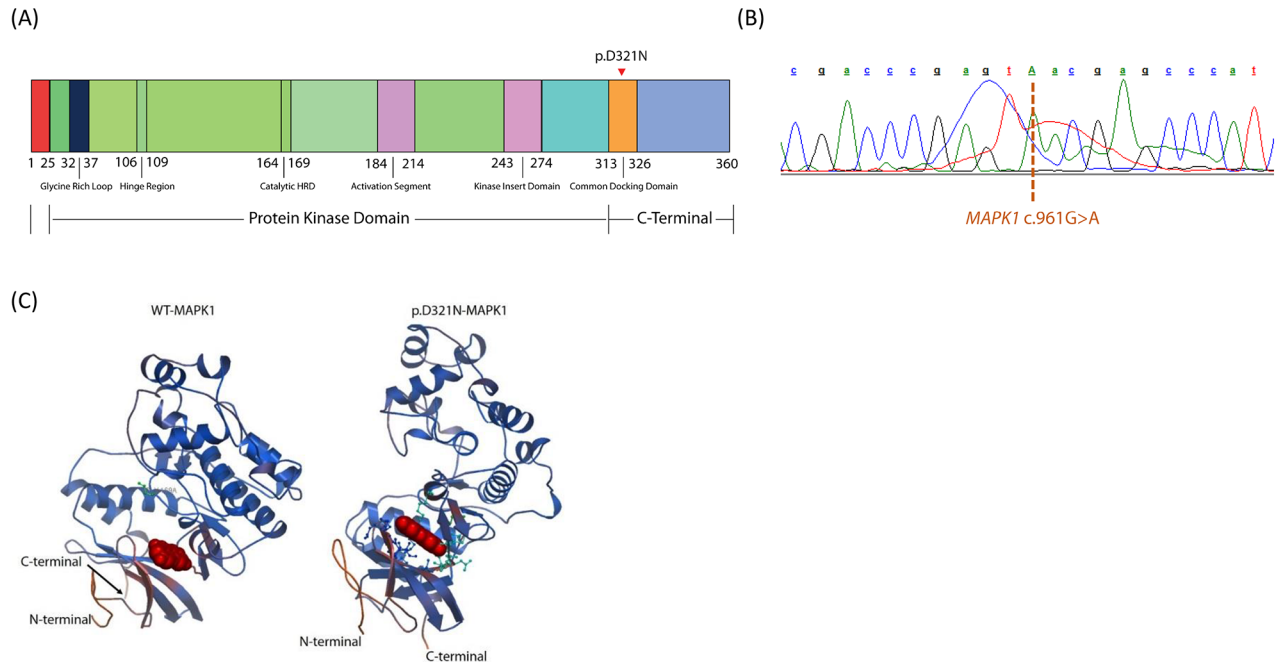 (A)
p.D321N
1 25 32 37 106 109 164 169 184 214 243 274 313 326 360
Glycine Rich Loop Hinge Region Catalytic HRD Activation Segment Kinase Insert Domain Common Docking Domain
Protein Kinase Domain C-Terminal
(B)
c g a c c c g a g t A a c g a g c c c a t
MAPK1 c.961G>A
(C)
WT-MAPK1
p.D321N-MAPK1
C-terminal
N-terminal
N-terminal
C-terminal